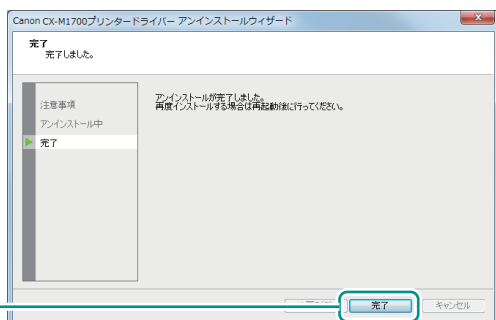 Canon CX-M1700プリンタードライバー アンインストールウィザード
完了
完了しました。
注意事項
アンインストール中
完了
アンインストールが完了しました。
再度インストールする場合は再起動後に行ってください。
完了
キャンセル